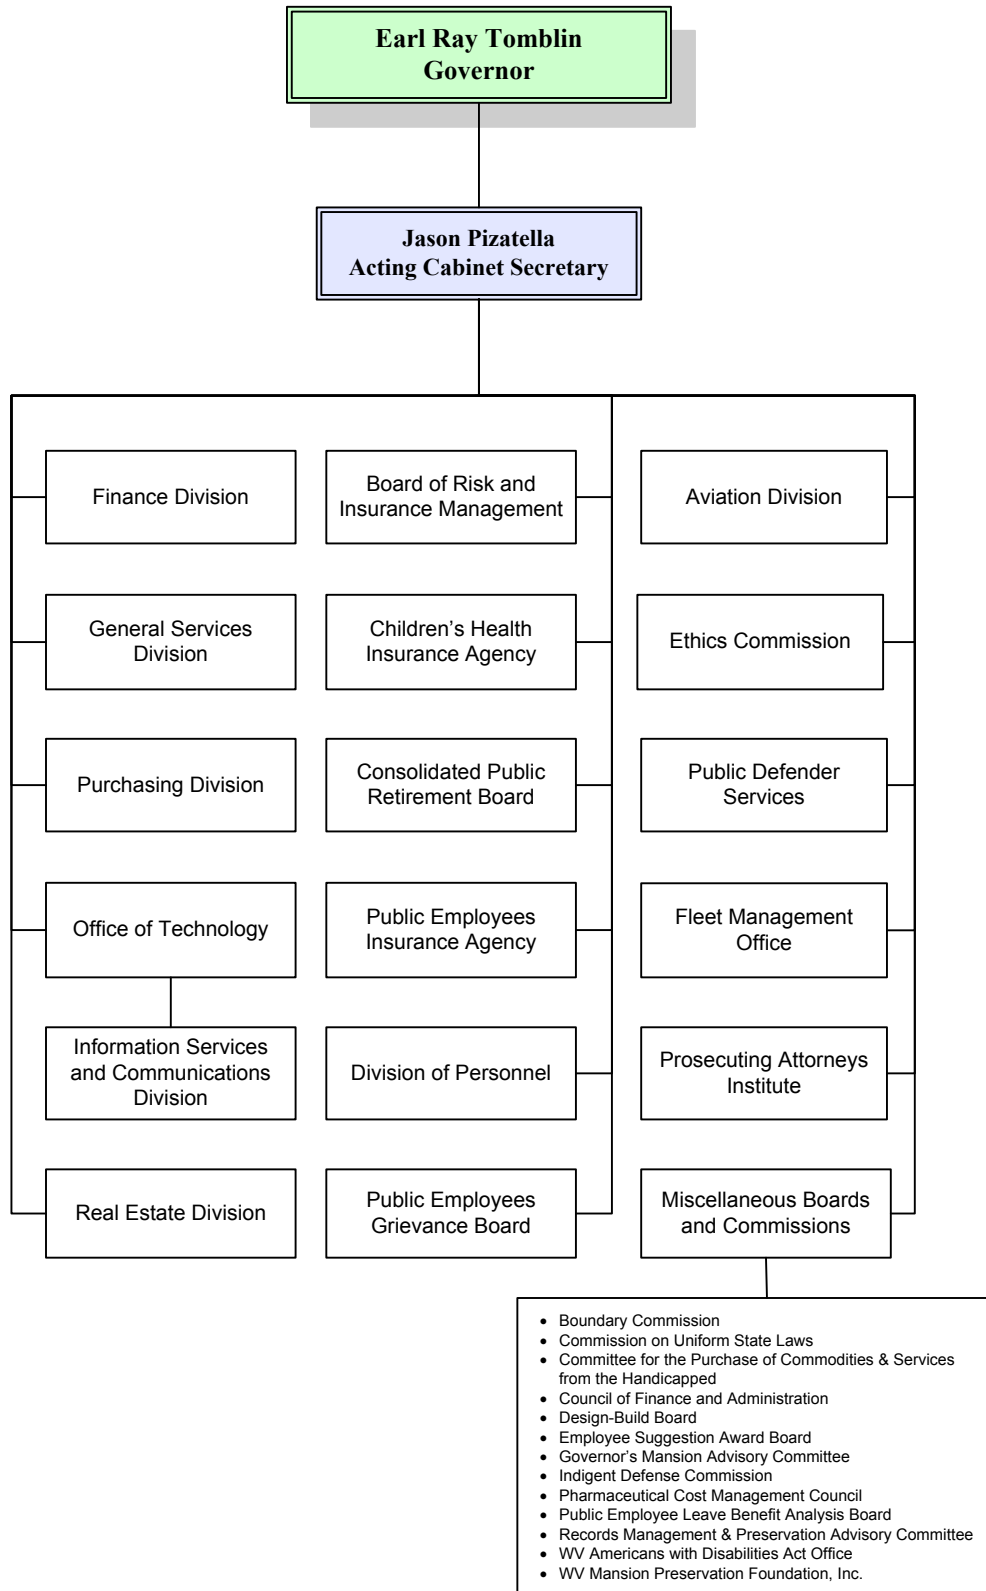 Earl Ray Tomblin
Governor
Jason Pizatella
Acting Cabinet Secretary
Finance Division
Board of Risk and
Insurance Management
Aviation Division
General Services
Division
Children’s Health
Insurance Agency
Ethics Commission
Purchasing Division
Consolidated Public
Retirement Board
Public Defender
Services
Office of Technology
Public Employees
Insurance Agency
Fleet Management
Office
Information Services
and Communications
Division
Division of Personnel
Prosecuting Attorneys
Institute
Real Estate Division
Public Employees
Grievance Board
Miscellaneous Boards
and Commissions
• Boundary Commission
• Commission on Uniform State Laws
• Committee for the Purchase of Commodities & Services
from the Handicapped
• Council of Finance and Administration
• Design-Build Board
• Employee Suggestion Award Board
• Governor’s Mansion Advisory Committee
• Indigent Defense Commission
• Pharmaceutical Cost Management Council
• Public Employee Leave Benefit Analysis Board
• Records Management & Preservation Advisory Committee
• WV Americans with Disabilities Act Office
• WV Mansion Preservation Foundation, Inc.